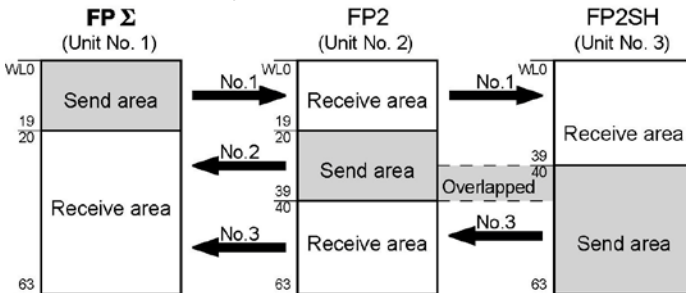 FP Σ
(Unit No. 1)
FP2
(Unit No. 2)
FP2SH
(Unit No. 3)
WL0
Send area
19
20
Receive area
63
No.1
No.2
No.3
WL0
Receive area
19
20
Send area
39
40
Receive area
63
No.1
Overlapped
No.3
WL0
Receive area
39
40
Send area
63